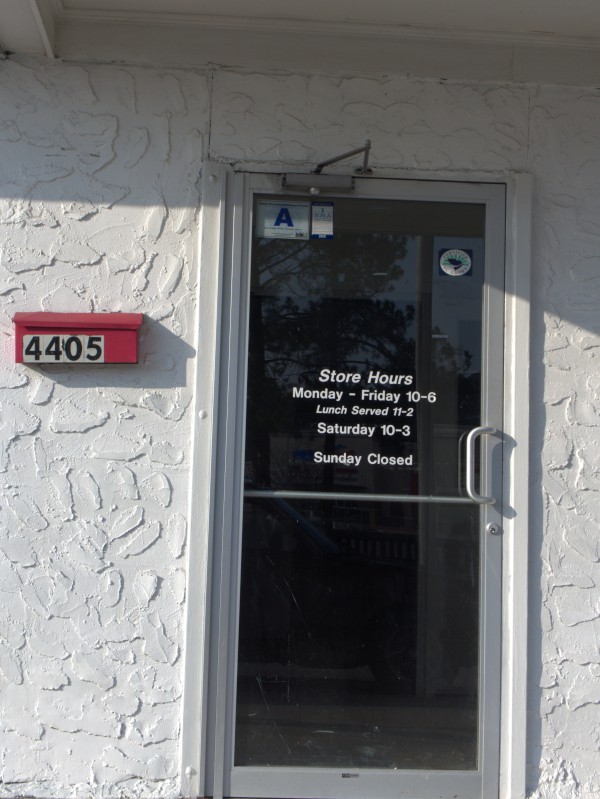 A
4405
Store Hours
Monday - Friday 10-6
Lunch Served 11-2
Saturday 10-3
Sunday Closed